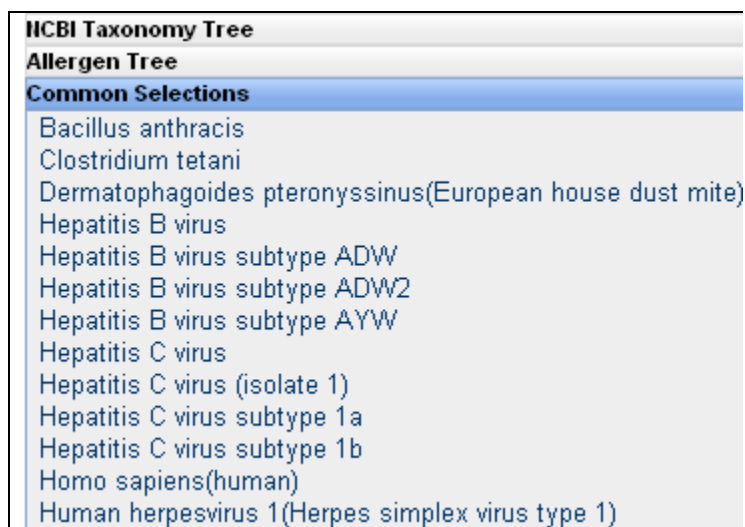 NCBI Taxonomy Tree
Allergen Tree
Common Selections
Bacillus anthracis
Clostridium tetani
Dermatophagoides pteronyssinus(European house dust mite)
Hepatitis B virus
Hepatitis B virus subtype ADW
Hepatitis B virus subtype ADW2
Hepatitis B virus subtype AYW
Hepatitis C virus
Hepatitis C virus (isolate 1)
Hepatitis C virus subtype 1a
Hepatitis C virus subtype 1b
Homo sapiens(human)
Human herpesvirus 1(Herpes simplex virus type 1)